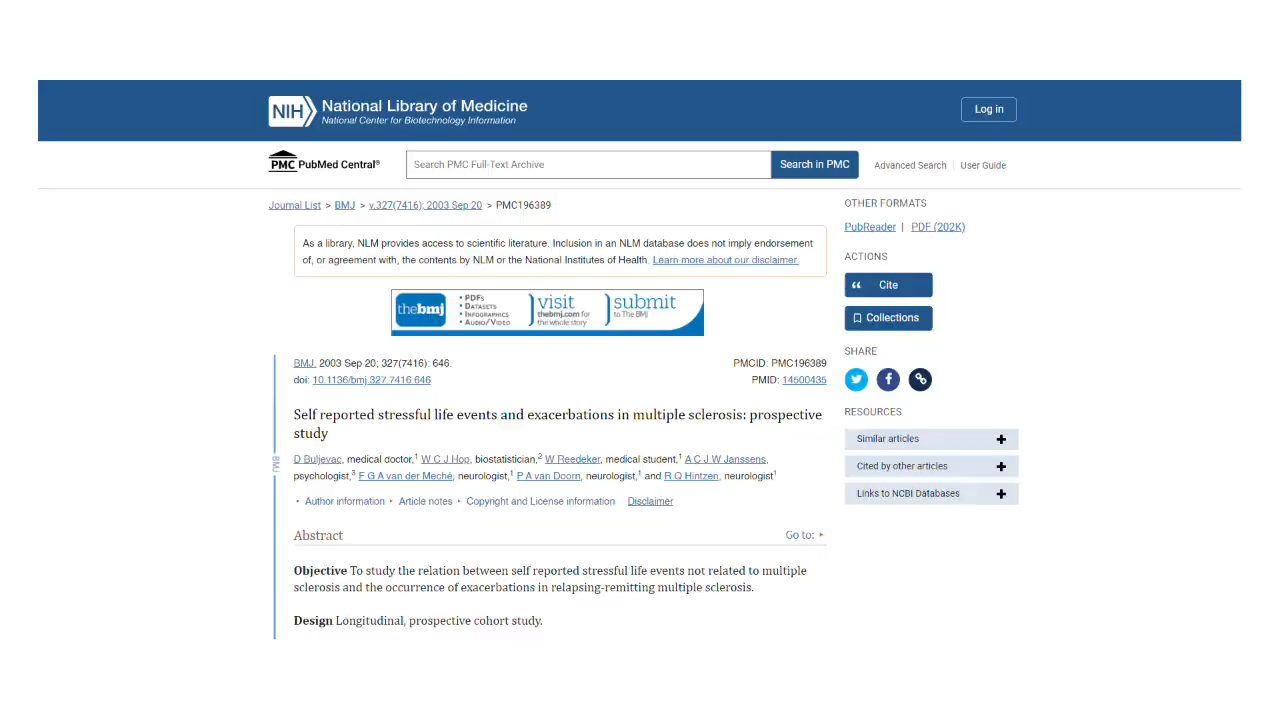 NIH National Library of Medicine
National Center for Biotechnology Information
Log in
PMC PubMed Central®
Search PMC Full-Text Archive
Search in PMC
Advanced Search | User Guide
Journal List > BMJ > v.327(7416); 2003 Sep 20 > PMC196389
As a library, NLM provides access to scientific literature. Inclusion in an NLM database does not imply endorsement
of, or agreement with, the contents by NLM or the National Institutes of Health. Learn more about our disclaimer.
thebmj
• PDFs
• Datasets
• Infographics
• Audio/Video
visit
thebmj.com for
the whole story
submit
to The BMJ
BMJ. 2003 Sep 20; 327(7416): 646.
doi: 10.1136/bmj.327.7416.646
PMCID: PMC196389
PMID: 14500435
Self reported stressful life events and exacerbations in multiple sclerosis: prospective
study
D Buljevac, medical doctor,1 W C J Hop, biostatistician,2 W Reedeker, medical student,1 A C J W Janssens,
psychologist,3 F G A van der Meché, neurologist,1 P A van Doorn, neurologist,1 and R Q Hintzen, neurologist1
Author information Article notes Copyright and License information Disclaimer
BMJ
Abstract
Go to:
Objective To study the relation between self reported stressful life events not related to multiple
sclerosis and the occurrence of exacerbations in relapsing-remitting multiple sclerosis.
Design Longitudinal, prospective cohort study.
OTHER FORMATS
PubReader | PDF (202K)
ACTIONS
Cite
Collections
SHARE
RESOURCES
Similar articles
Cited by other articles
Links to NCBI Databases